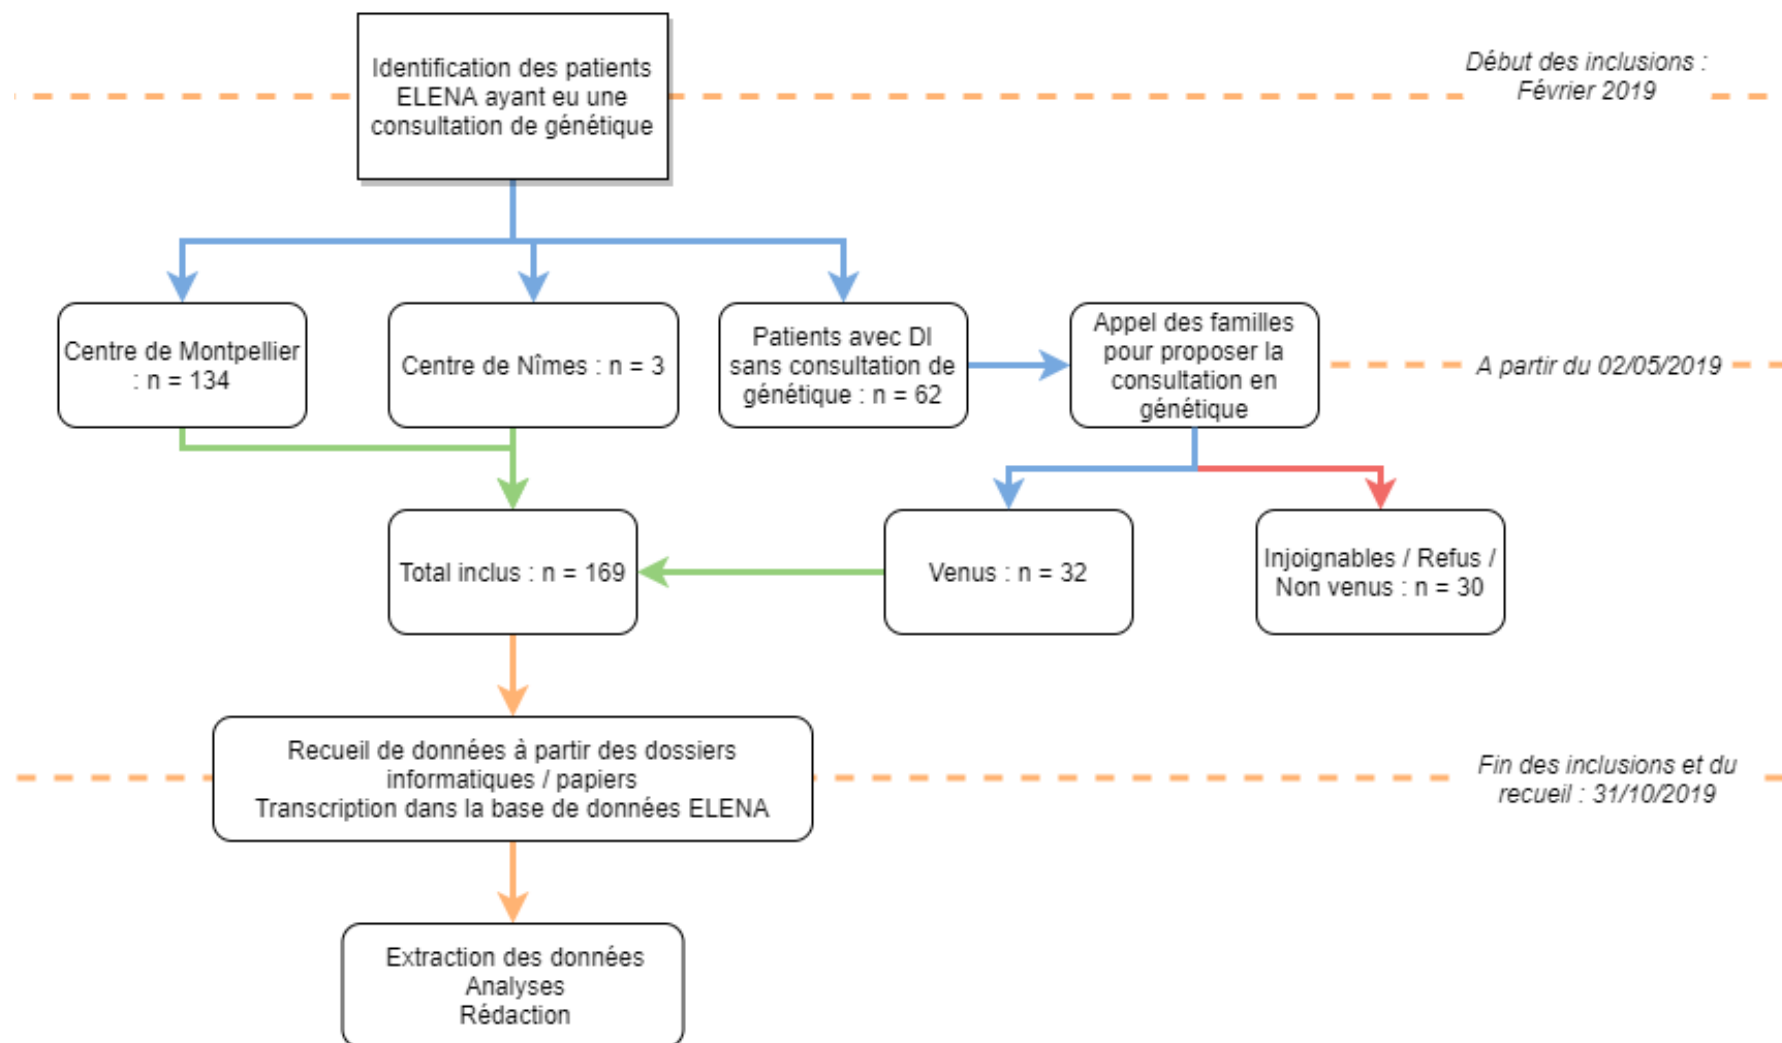 Identification des patients
ELENA ayant eu une
consultation de génétique
Début des inclusions :
Février 2019
Centre de Montpellier
: n = 134
Centre de Nîmes : n = 3
Patients avec DI
sans consultation de
génétique : n = 62
Appel des familles
pour proposer la
consultation en
génétique
A partir du 02/05/2019
Total inclus : n = 169
Venus : n = 32
Injoignables / Refus /
Non venus : n = 30
Recueil de données à partir des dossiers
informatiques / papiers
Transcription dans la base de données ELENA
Fin des inclusions et du
recueil : 31/10/2019
Extraction des données
Analyses
Rédaction